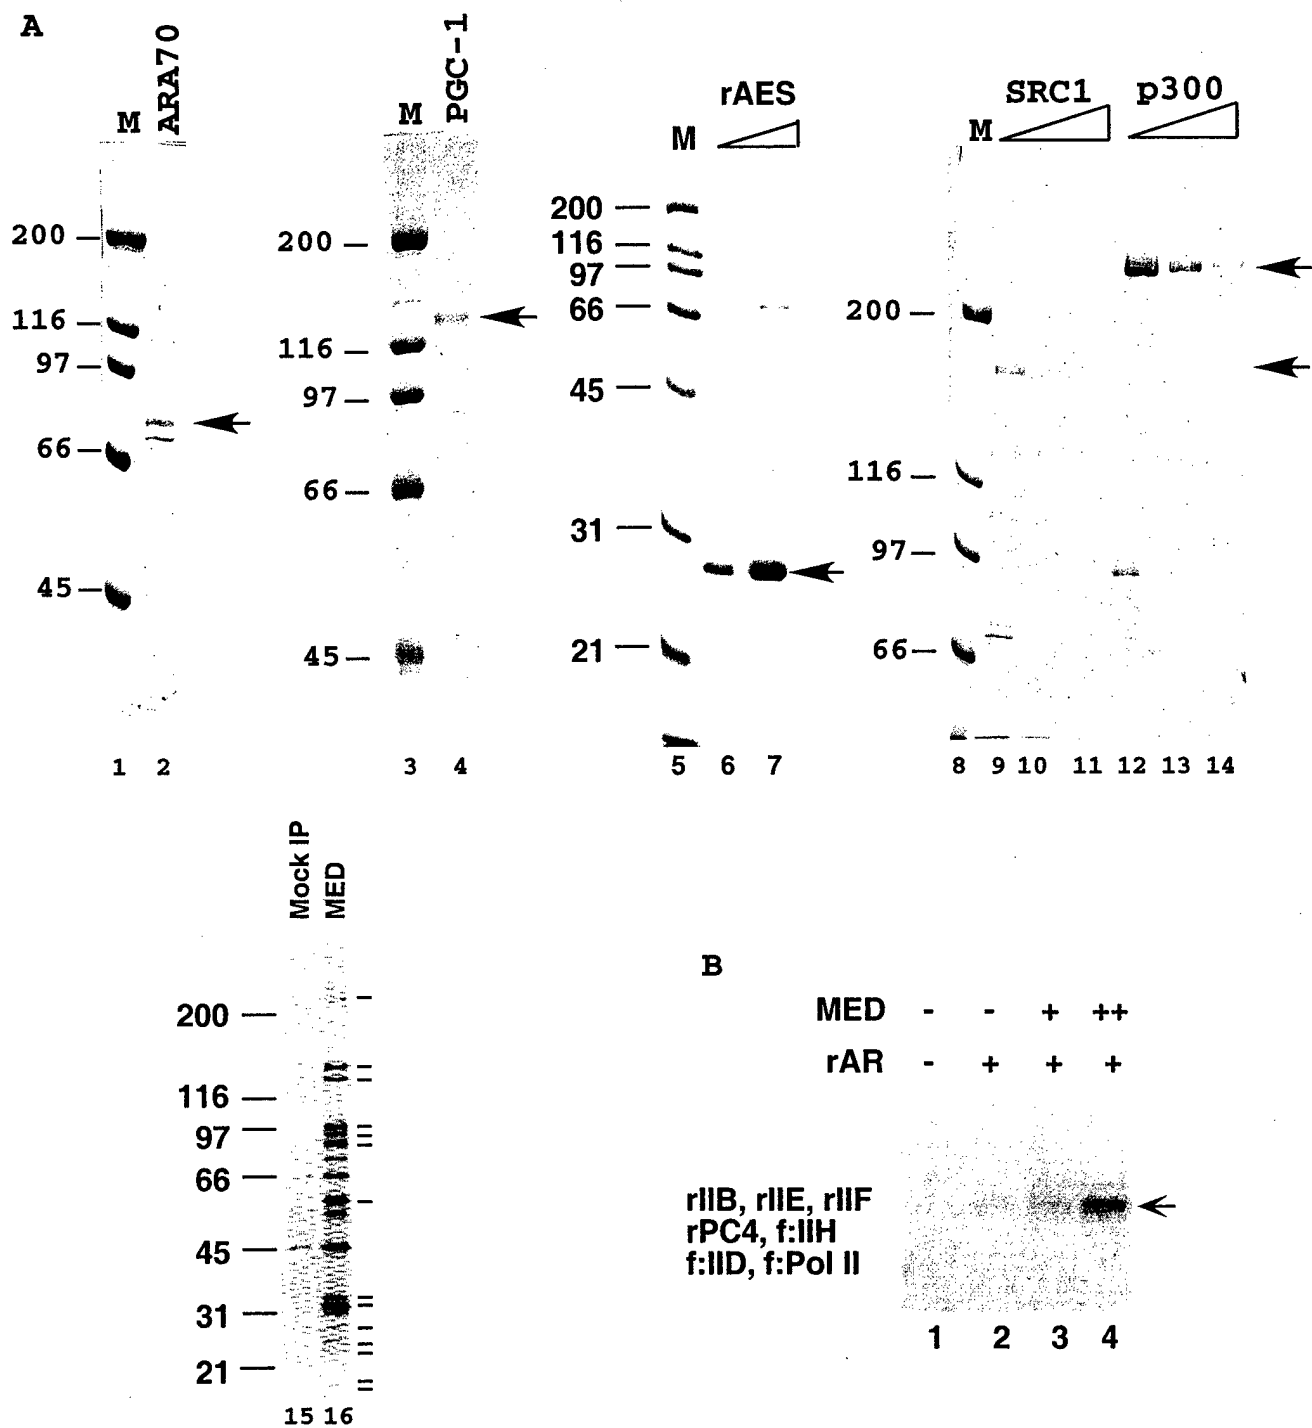 A
M ARA70
200
116
97
66
45
1 2
M PGC-1
200
116
97
66
45
3 4
rAES
M
200
116
97
66
45
31
21
5 6 7
SRC1 p300
M
200
116
97
66
8 9 10 11 12 13 14
Mock IP
MED
200
116
97
66
45
31
21
15 16
B
MED - - + ++
rAR - + + +
rIIB, rIIE, rIIF
rPC4, f:IIH
f:IID, f:Pol II
1 2 3 4